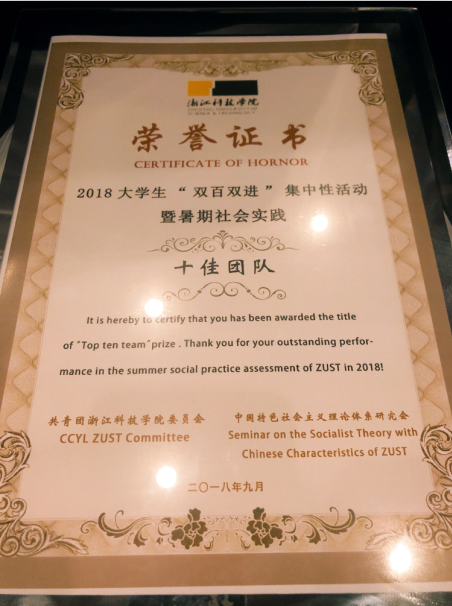 浙江科技学院
荣誉证书
CERTIFICATE OF HORNOR
2018 大学生“双百双进”集中性活动
暨暑期社会实践
十佳团队
It is hereby to certify that you has been awarded the title
of "Top ten team" prize . Thank you for your outstanding perfor-
mance in the summer social practice assessment of ZUST in 2018!
共青团浙江科技学院委员会
CCYL ZUST Committee
中国特色社会主义理论体系研究会
Seminar on the Socialist Theory with
Chinese Characteristics of ZUST
二〇一八年九月